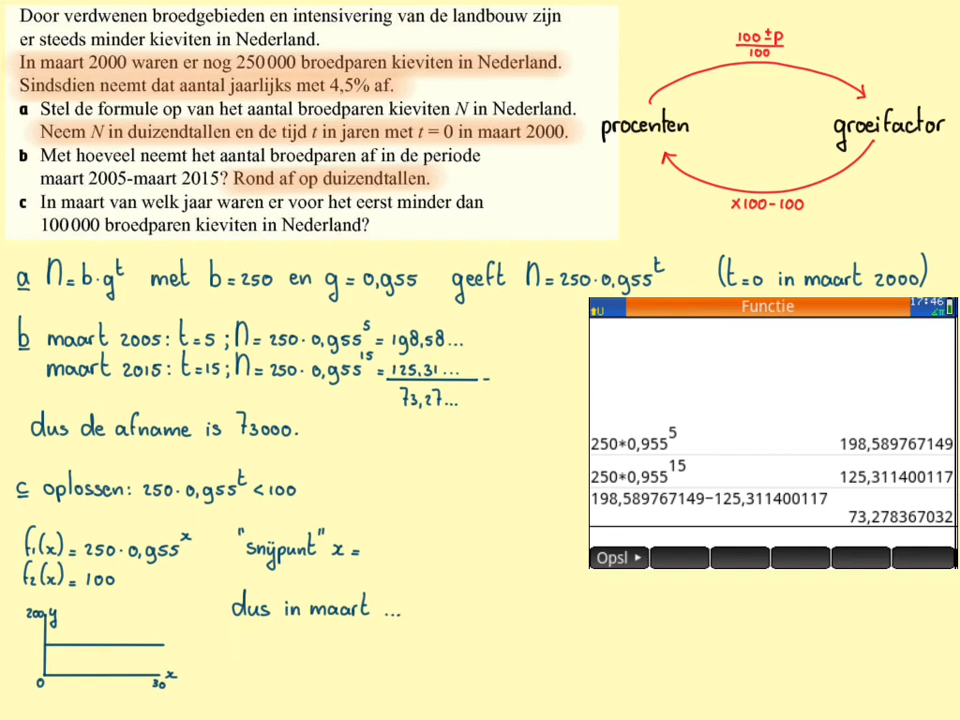 Door verdwenen broedgebieden en intensivering van de landbouw zijn
er steeds minder kieviten in Nederland.
In maart 2000 waren er nog 250 000 broedparen kieviten in Nederland.
Sindsdien neemt dat aantal jaarlijks met 4,5% af.
a Stel de formule op van het aantal broedparen kieviten N in Nederland.
Neem N in duizendtallen en de tijd t in jaren met t = 0 in maart 2000.
b Met hoeveel neemt het aantal broedparen af in de periode
maart 2005-maart 2015? Rond af op duizendtallen.
c In maart van welk jaar waren er voor het eerst minder dan
100 000 broedparen kieviten in Nederland?
100 ± p
100
procenten
groeifactor
x100-100
a N = b·g^t met b = 250 en g = 0,955 geeft N = 250·0,955^t (t=0 in maart 2000)
b maart 2005: t=5 ; N = 250·0,955^5 = 198,58...
maart 2015: t=15 ; N = 250·0,955^15 = 125,31... -
73,27...
dus de afname is 73000.
c oplossen: 250·0,955^t < 100
f₁(x) = 250·0,955^x "snijpunt" x =
f₂(x) = 100
dus in maart ...
200 y
0 30 x
U Functie 17:46
250*0,955^5 198,589767149
250*0,955^15 125,311400117
198,589767149−125,311400117
73,278367032
Opsl ▸